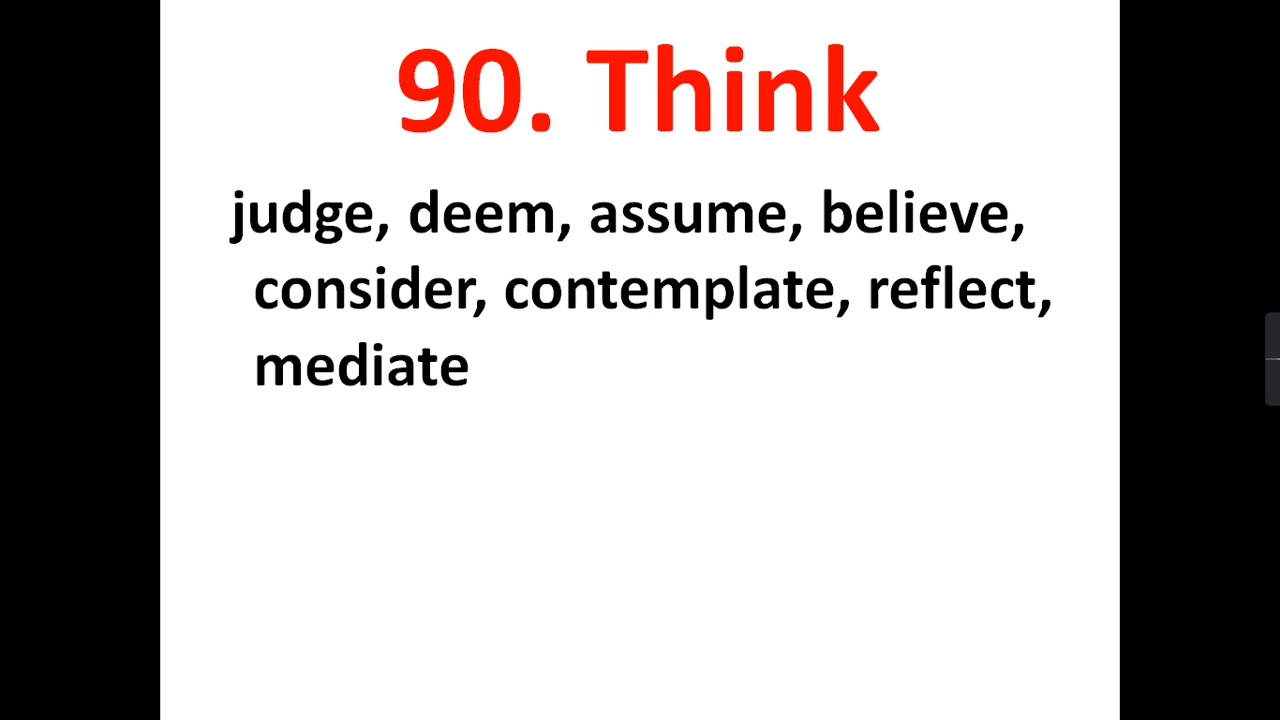 90. Think
judge, deem, assume, believe,
consider, contemplate, reflect,
mediate